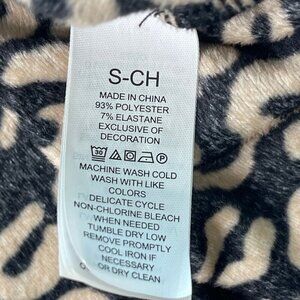 S-CH
MADE IN CHINA
93% POLYESTER
7% ELASTANE
EXCLUSIVE OF
DECORATION
30 P
MACHINE WASH COLD
WASH WITH LIKE
COLORS
DELICATE CYCLE
NON-CHLORINE BLEACH
WHEN NEEDED
TUMBLE DRY LOW
REMOVE PROMPTLY
COOL IRON IF
NECESSARY
OR DRY CLEAN